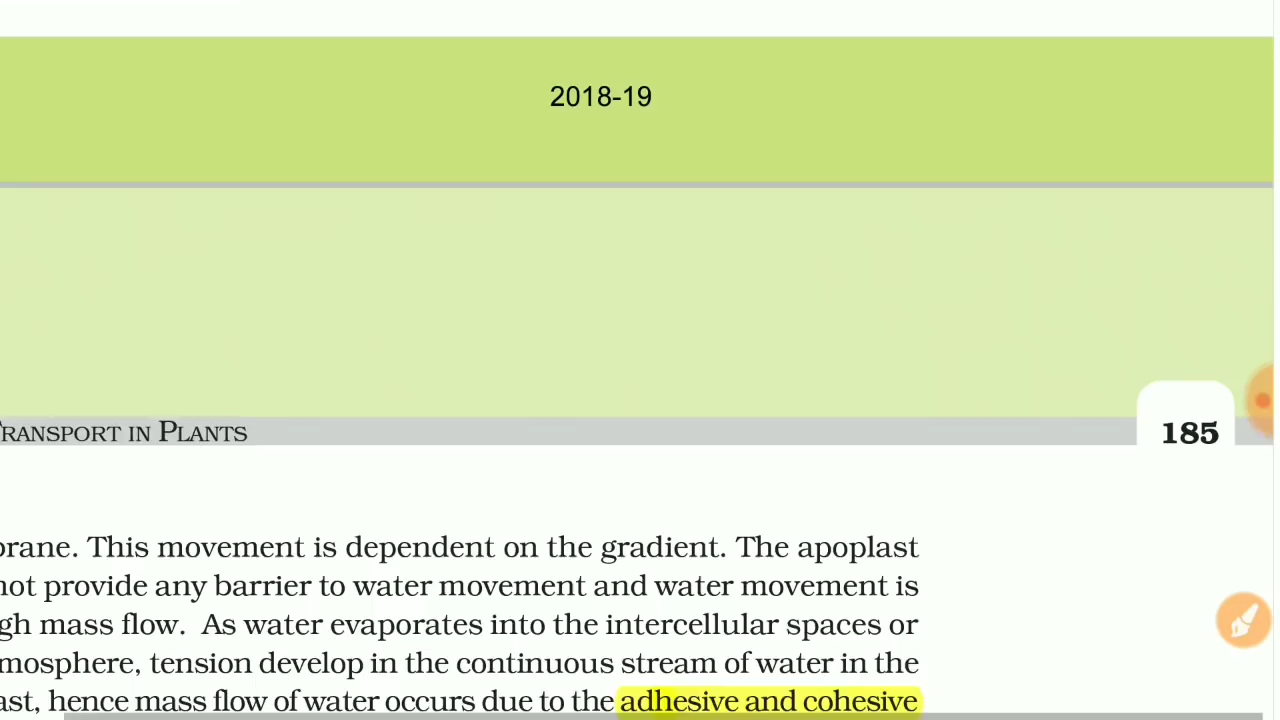 2018-19
TRANSPORT IN PLANTS
185
brane. This movement is dependent on the gradient. The apoplast
not provide any barrier to water movement and water movement is
gh mass flow. As water evaporates into the intercellular spaces or
mosphere, tension develop in the continuous stream of water in the
ast, hence mass flow of water occurs due to the adhesive and cohesive